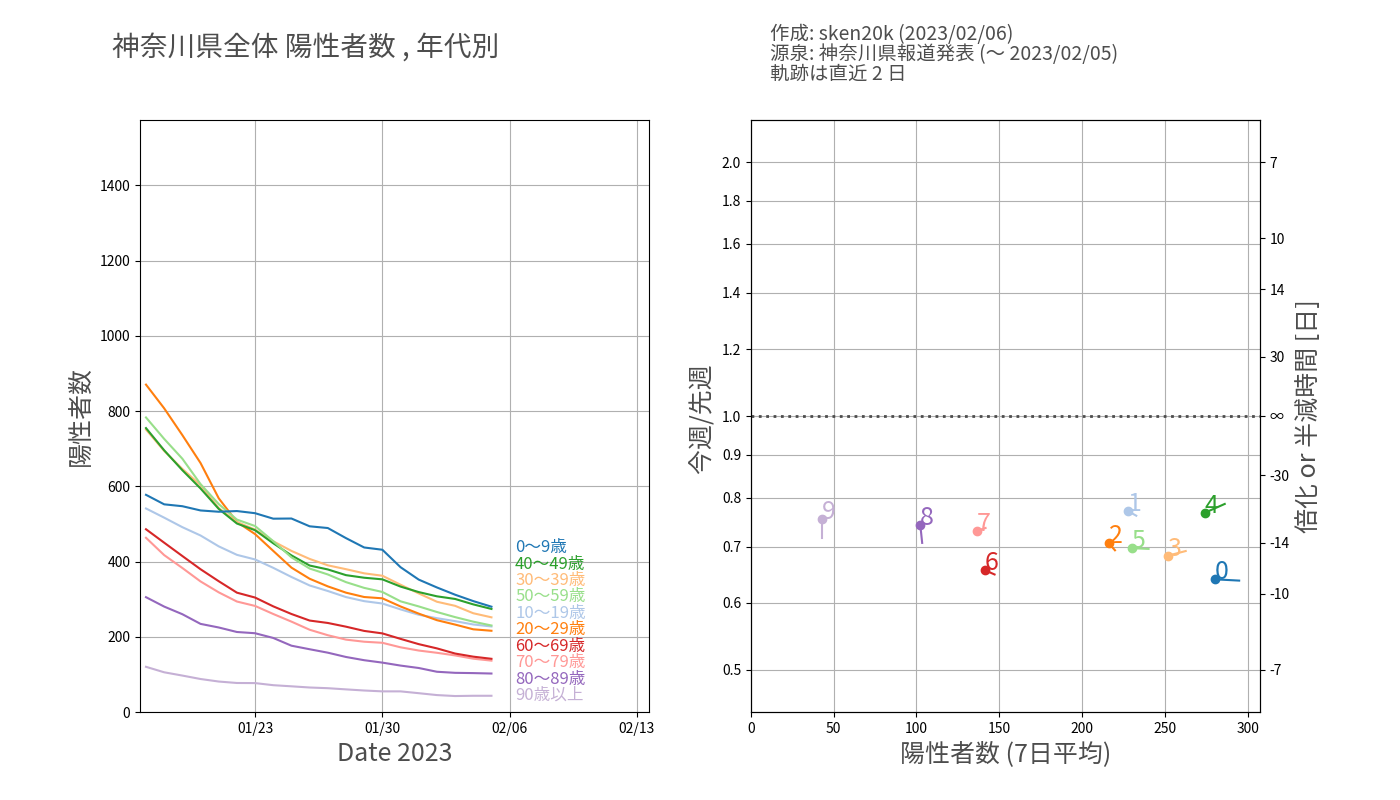 神奈川県全体 陽性者数 , 年代別
作成: sken20k (2023/02/06)
源泉: 神奈川県報道発表 (〜 2023/02/05)
軌跡は直近 2 日
陽性者数
1400
1200
1000
800
600
400
200
0
0〜9歳
40〜49歳
30〜39歳
50〜59歳
10〜19歳
20〜29歳
60〜69歳
70〜79歳
80〜89歳
90歳以上
01/23
01/30
02/06
02/13
Date 2023
今週/先週
2.0
1.8
1.6
1.4
1.2
1.0
0.9
0.8
0.7
0.6
0.5
9
8
7
6
2
1
5
3
4
0
0
50
100
150
200
250
300
陽性者数 (7日平均)
7
10
14
30
∞
-30
-14
-10
-7
倍化 or 半減時間 [日]